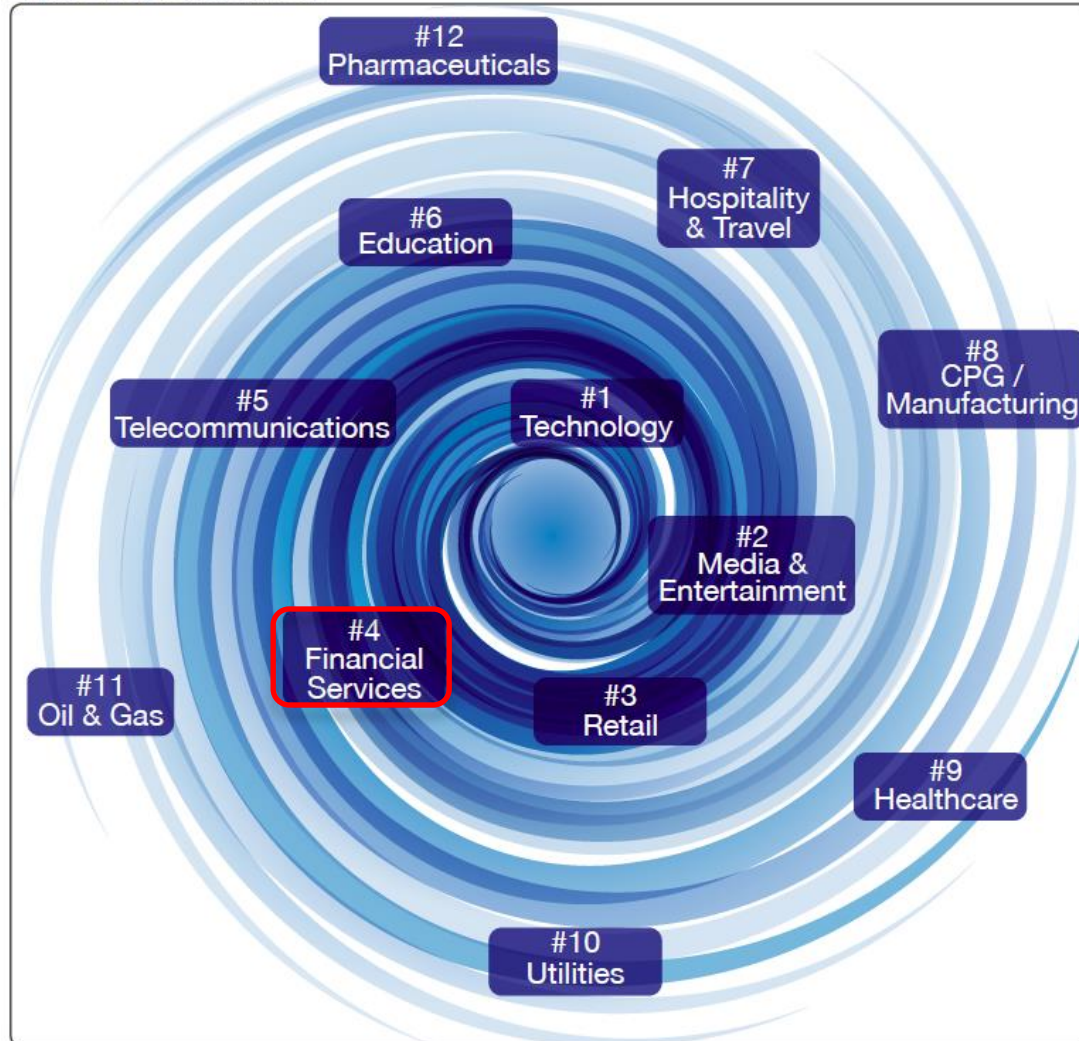 #12
Pharmaceuticals
#7
Hospitality
& Travel
#6
Education
#8
CPG /
Manufacturing
#5
Telecommunications
#1
Technology
#2
Media &
Entertainment
#4
Financial
Services
#11
Oil & Gas
#3
Retail
#9
Healthcare
#10
Utilities